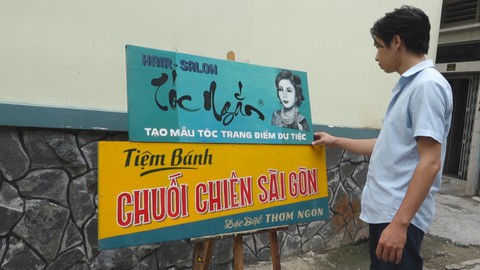 HAIR-SALON
Tóc Ngắn ®
TẠO MẪU TÓC TRANG ĐIỂM DỰ TIỆC
Tiệm Bánh
CHUỐI CHIÊN SÀI GÒN
Đặc Biệt THƠM NGON